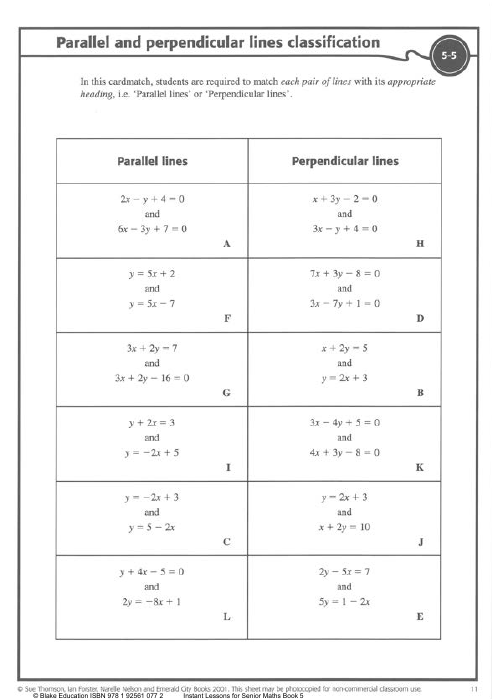 Parallel and perpendicular lines classification
5-5
In this cardmatch, students are required to match each pair of lines with its appropriate
heading, i.e. 'Parallel lines' or 'Perpendicular lines'.
Parallel lines
Perpendicular lines
2x − y + 4 = 0
and
6x − 3y + 7 = 0
A
x + 3y − 2 = 0
and
3x − y + 4 = 0
H
y = 5x + 2
and
y = 5x − 7
F
7x + 3y − 8 = 0
and
3x − 7y + 1 = 0
D
3x + 2y = 7
and
3x + 2y − 16 = 0
G
x + 2y = 5
and
y = 2x + 3
B
y + 2x = 3
and
y = −2x + 5
I
3x − 4y + 5 = 0
and
4x + 3y − 8 = 0
K
y = −2x + 3
and
y = 5 − 2x
C
y = 2x + 3
and
x + 2y = 10
J
y + 4x − 5 = 0
and
2y = −8x + 1
L
2y − 5x = 7
and
5y = 1 − 2x
E
© Sue Thomson, Ian Forster, Narelle Nelson and Emerald City Books 2001. This sheet may be photocopied for non-commercial classroom use.
11
© Blake Education ISBN 978 1 92561 077 2 Instant Lessons for Senior Maths Book 5